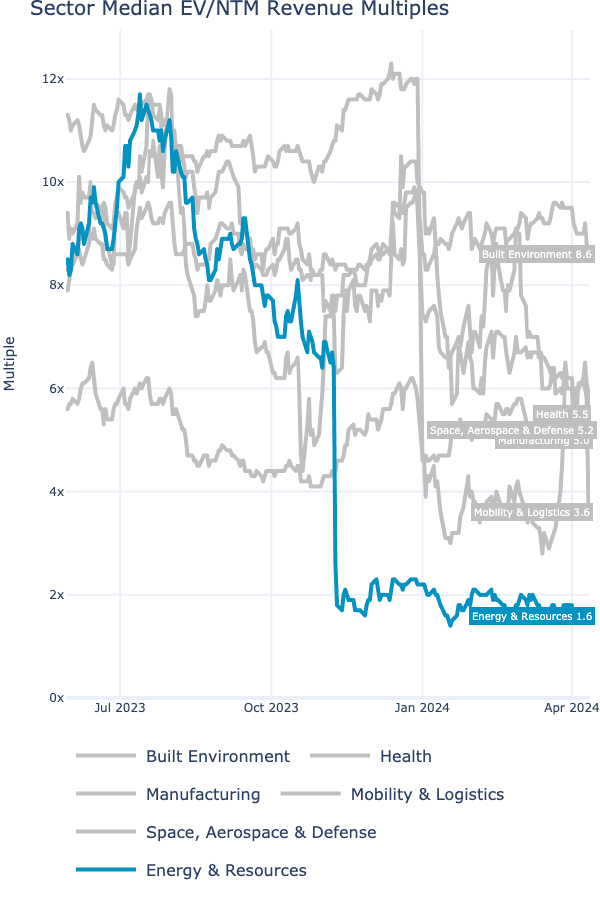 Sector Median EV/NTM Revenue Multiples
12x
10x
8x
6x
4x
2x
0x
Multiple
Built Environment 8.6
Health 5.5
Space, Aerospace & Defense 5.2
Manufacturing 5.0
Mobility & Logistics 3.6
Energy & Resources 1.6
Jul 2023 Oct 2023 Jan 2024 Apr 2024
Built Environment Health
Manufacturing Mobility & Logistics
Space, Aerospace & Defense
Energy & Resources